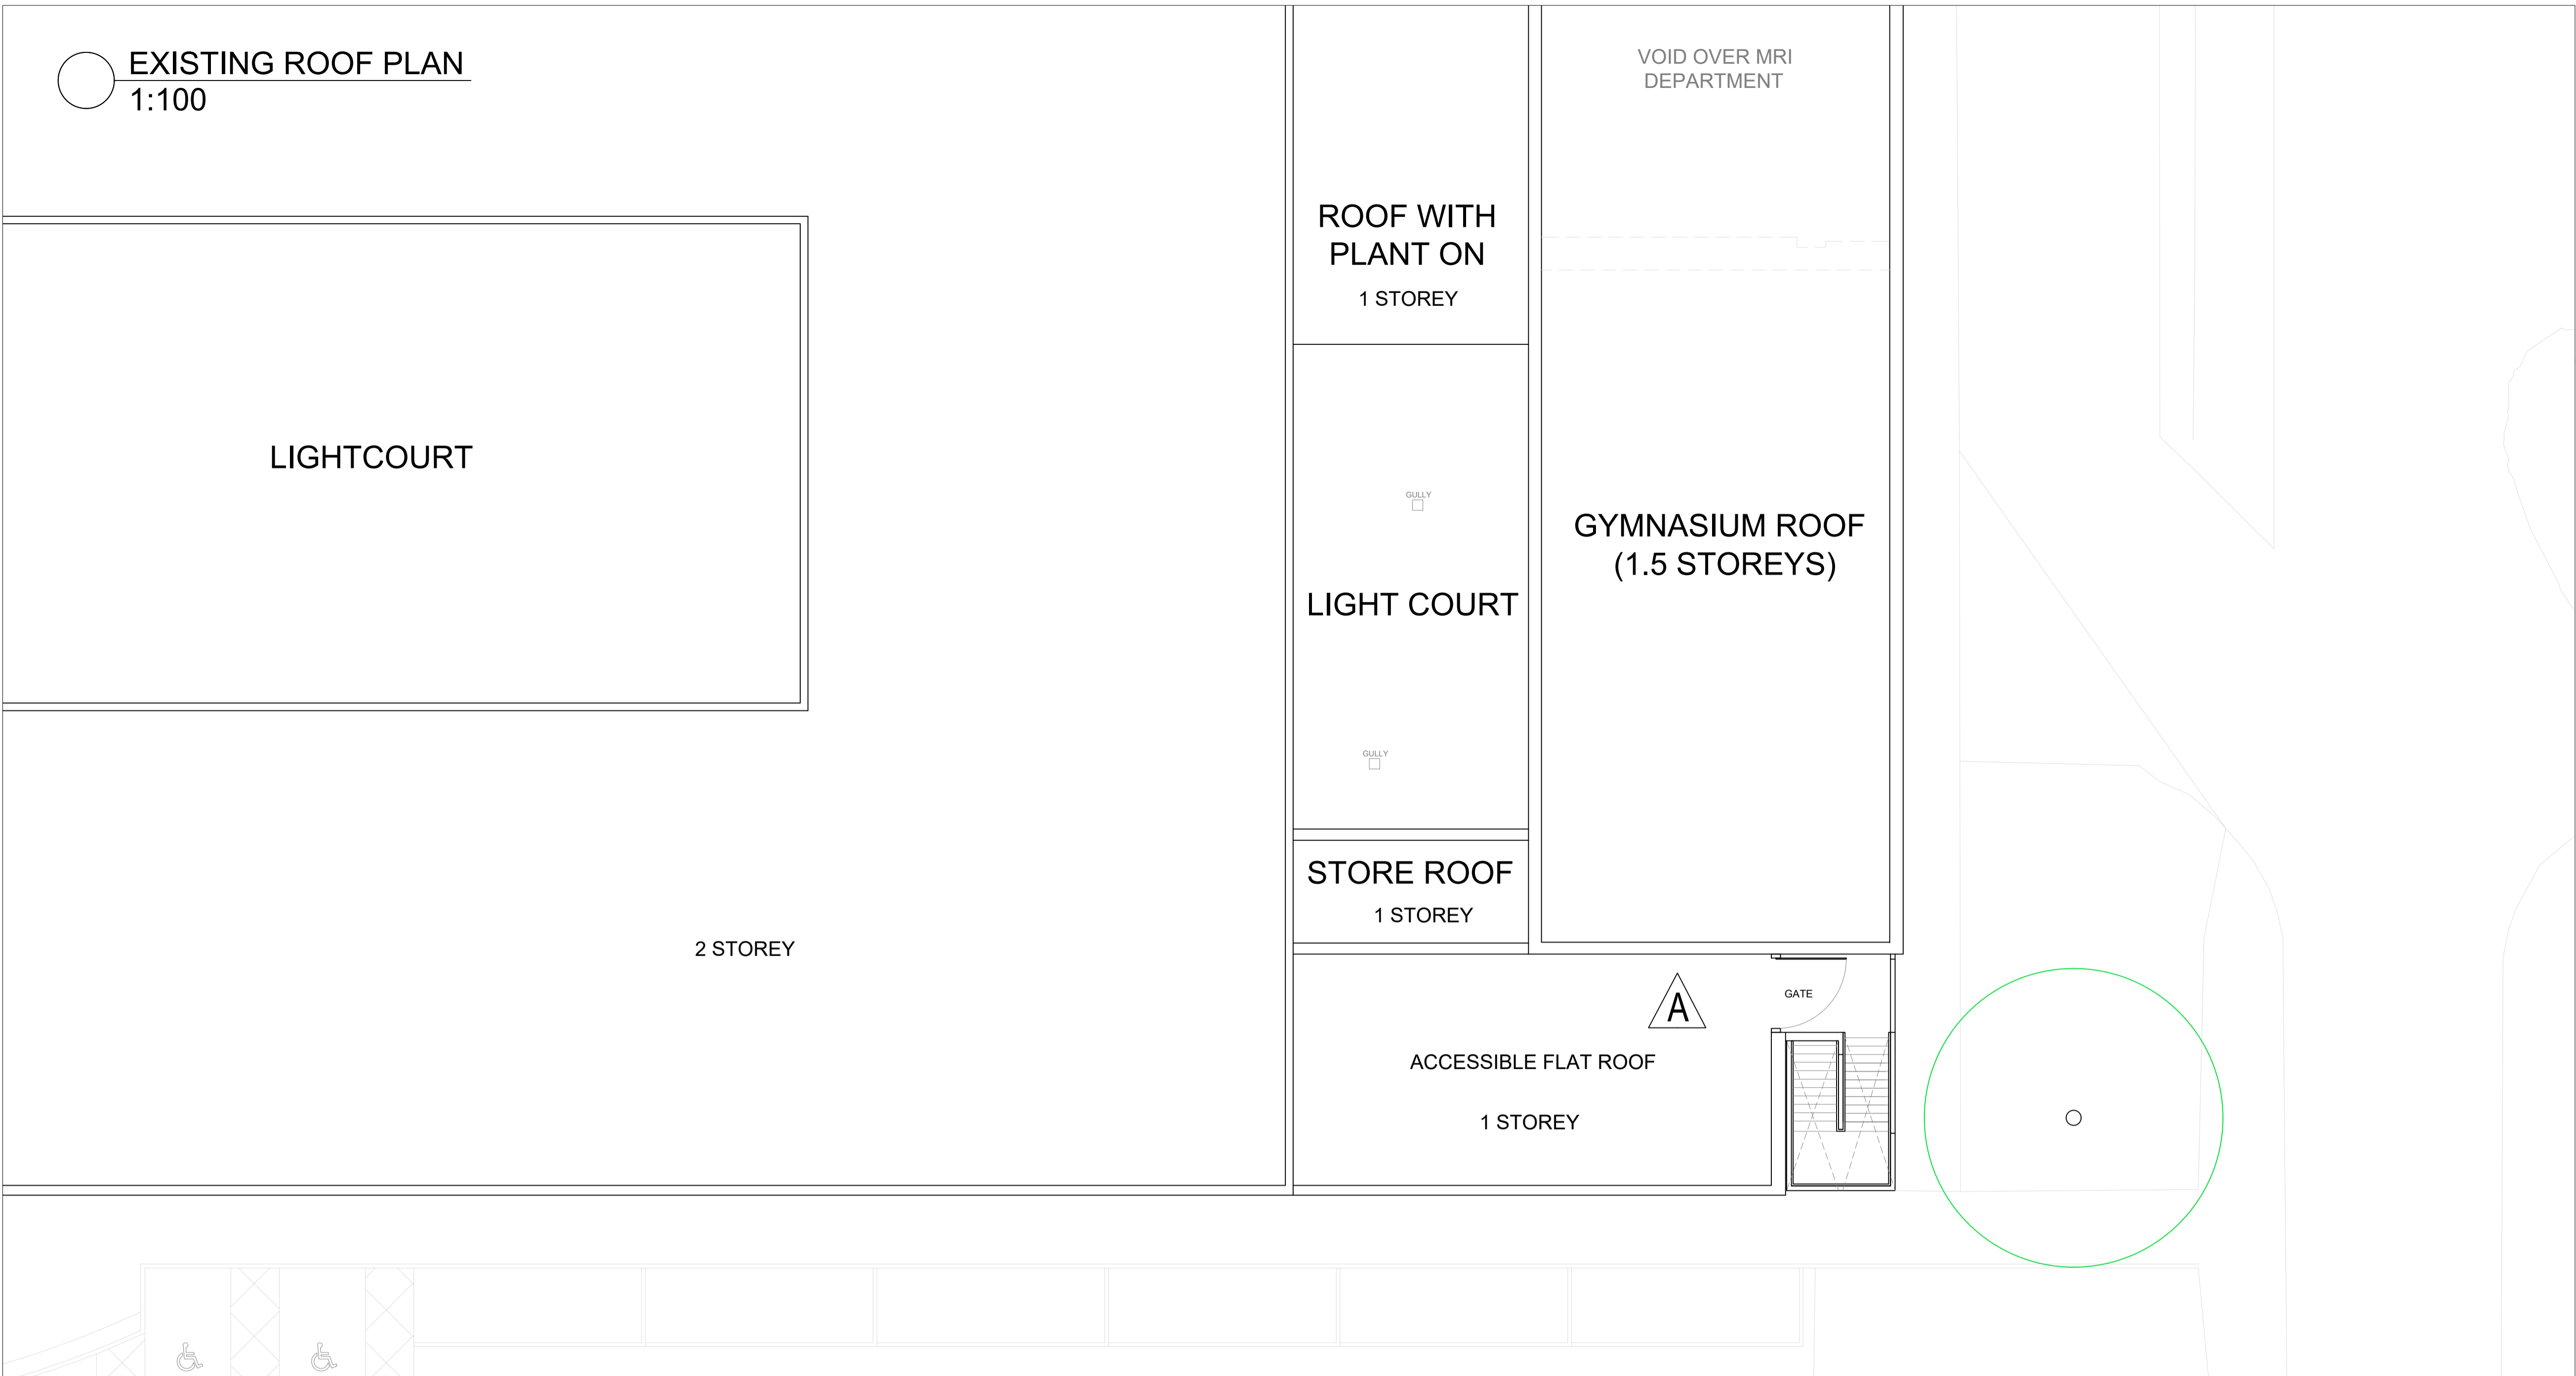 EXISTING ROOF PLAN
1:100
VOID OVER MRI
DEPARTMENT
ROOF WITH
PLANT ON
1 STOREY
LIGHTCOURT
GULLY
GYMNASIUM ROOF
(1.5 STOREYS)
LIGHT COURT
GULLY
STORE ROOF
1 STOREY
2 STOREY
A
GATE
ACCESSIBLE FLAT ROOF
1 STOREY